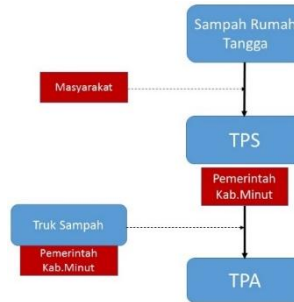 Sampah Rumah
Tangga
Masyarakat
TPS
Pemerintah
Kab.Minut
Truk Sampah
Pemerintah
Kab.Minut
TPA